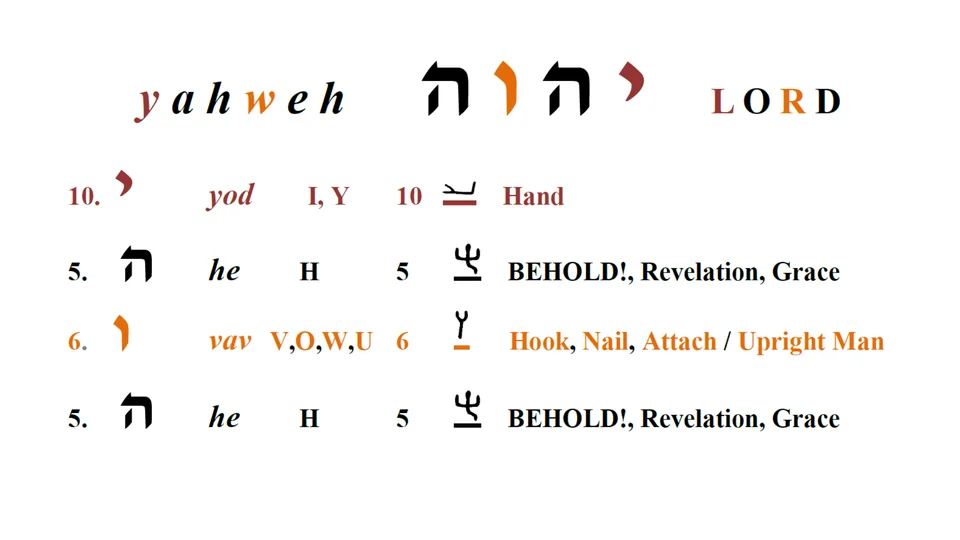 yahweh יהוה LORD
10. י yod I, Y 10 Hand
5. ה he H 5 BEHOLD!, Revelation, Grace
6. ו vav V,O,W,U 6 Hook, Nail, Attach / Upright Man
5. ה he H 5 BEHOLD!, Revelation, Grace